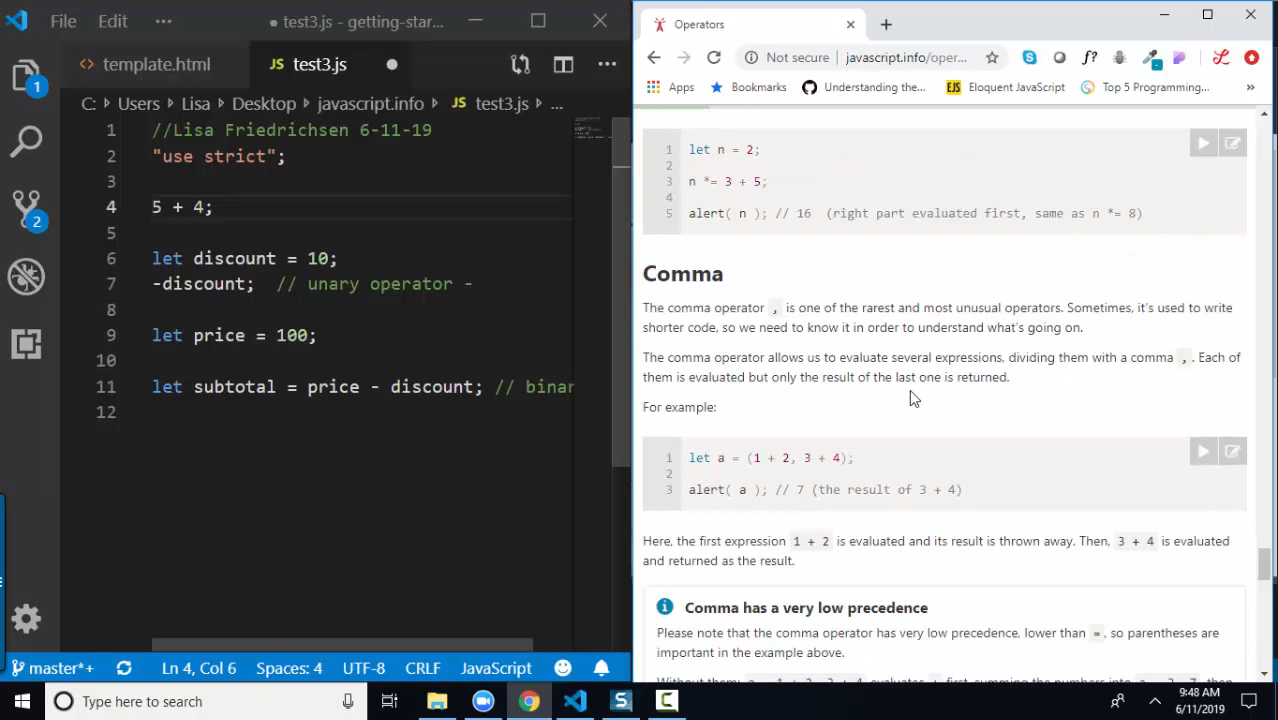 File Edit ··· ● test3.js - getting-star...
template.html JS test3.js
C: Users Lisa Desktop javascript.info JS test3.js ...
1 //Lisa Friedrichsen 6-11-19
2 "use strict";
3
4 5 + 4;
5
6 let discount = 10;
7 -discount; // unary operator -
8
9 let price = 100;
10
11 let subtotal = price - discount; // binar
12
1
2
master*+ Ln 4, Col 6 Spaces: 4 UTF-8 CRLF JavaScript
Operators
Not secure javascript.info/oper... f?
Apps Bookmarks Understanding the... EJS Eloquent JavaScript Top 5 Programming... »
1 let n = 2;
2
3 n *= 3 + 5;
4
5 alert( n ); // 16 (right part evaluated first, same as n *= 8)
Comma
The comma operator , is one of the rarest and most unusual operators. Sometimes, it's used to write
shorter code, so we need to know it in order to understand what's going on.
The comma operator allows us to evaluate several expressions, dividing them with a comma , . Each of
them is evaluated but only the result of the last one is returned.
For example:
1 let a = (1 + 2, 3 + 4);
2
3 alert( a ); // 7 (the result of 3 + 4)
Here, the first expression 1 + 2 is evaluated and its result is thrown away. Then, 3 + 4 is evaluated
and returned as the result.
Comma has a very low precedence
Please note that the comma operator has very low precedence, lower than = , so parentheses are
important in the example above.
Type here to search
9:48 AM
6/11/2019